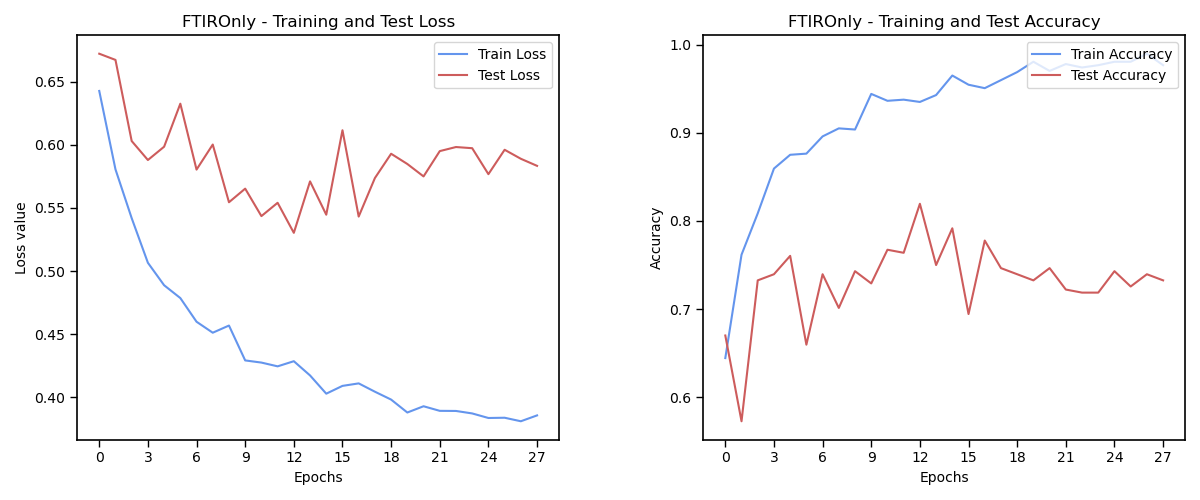 FTIROnly - Training and Test Loss
Train Loss
Test Loss
0.65
0.60
0.55
0.50
0.45
0.40
Loss value
0 3 6 9 12 15 18 21 24 27
Epochs
FTIROnly - Training and Test Accuracy
Train Accuracy
Test Accuracy
1.0
0.9
0.8
0.7
0.6
Accuracy
0 3 6 9 12 15 18 21 24 27
Epochs